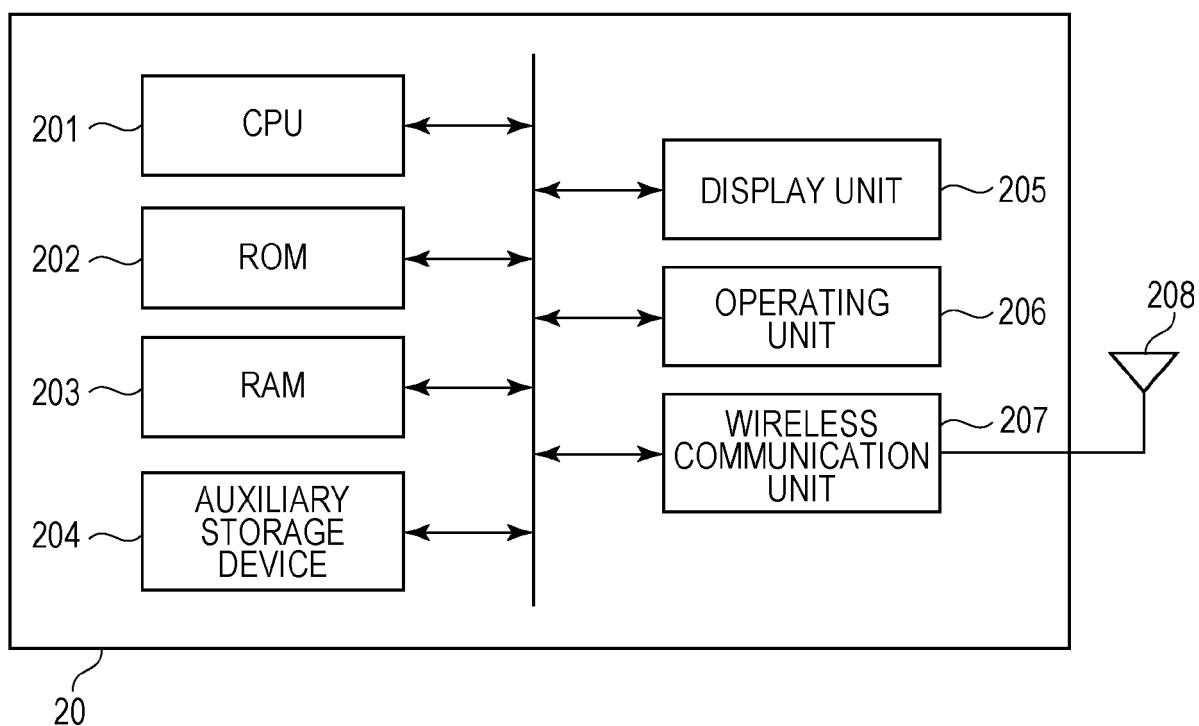 201
CPU
202
ROM
203
RAM
204
AUXILIARY
STORAGE
DEVICE
DISPLAY UNIT
205
OPERATING
UNIT
206
WIRELESS
COMMUNICATION
UNIT
207
208
20